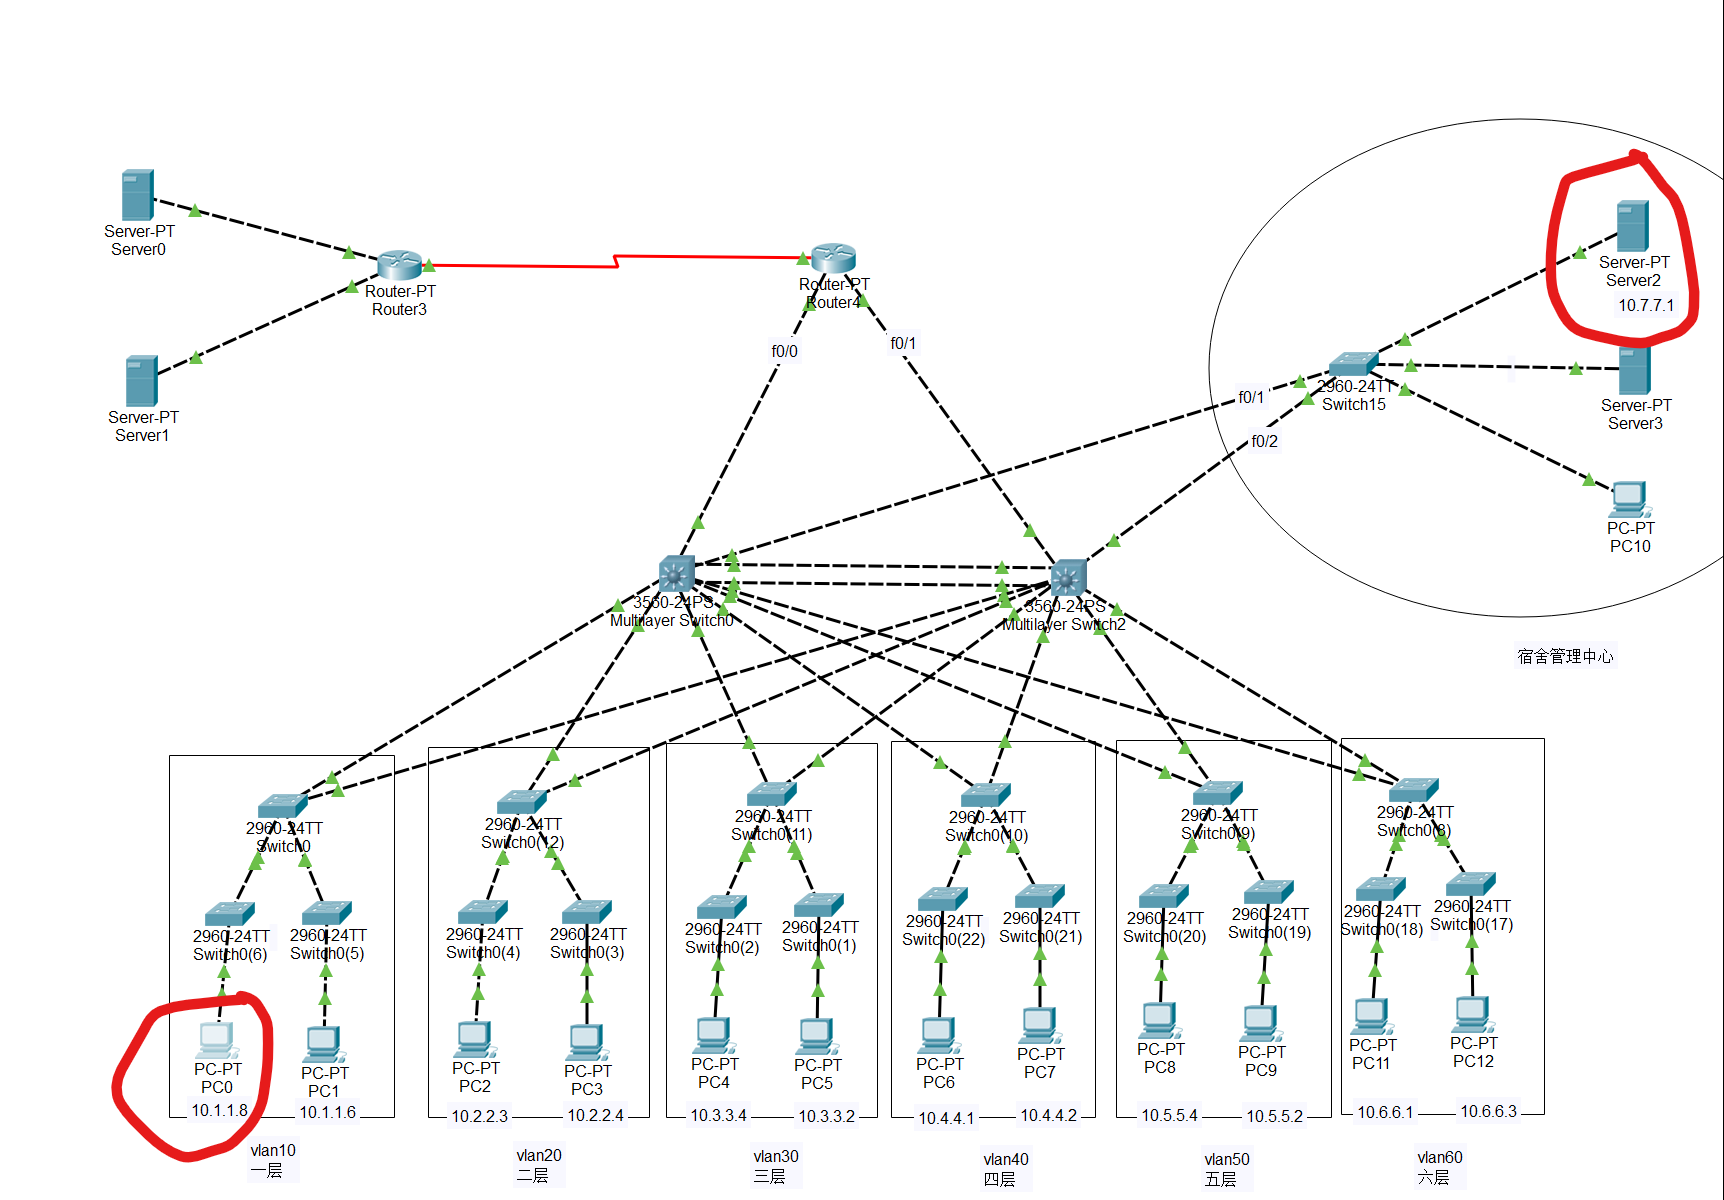 Server-PT
Server0
Router-PT
Router3
Router-PT
Router4
Server-PT
Server1
f0/0
f0/1
Server-PT
Server2
10.7.7.1
2960-24TT
Switch15
f0/1
f0/2
Server-PT
Server3
PC-PT
PC10
3560-24PS
Multilayer Switch0
3560-24PS
Multilayer Switch2
宿舍管理中心
2960-24TT
Switch0
2960-24TT
Switch0(12)
2960-24TT
Switch0(11)
2960-24TT
Switch0(10)
2960-24TT
Switch0(9)
2960-24TT
Switch0(8)
2960-24TT
Switch0(6)
2960-24TT
Switch0(5)
2960-24TT
Switch0(4)
2960-24TT
Switch0(3)
2960-24TT
Switch0(2)
2960-24TT
Switch0(1)
2960-24TT
Switch0(22)
2960-24TT
Switch0(21)
2960-24TT
Switch0(20)
2960-24TT
Switch0(19)
2960-24TT
Switch0(18)
2960-24TT
Switch0(17)
PC-PT
PC0
10.1.1.8
PC-PT
PC1
10.1.1.6
PC-PT
PC2
10.2.2.3
PC-PT
PC3
10.2.2.4
PC-PT
PC4
10.3.3.4
PC-PT
PC5
10.3.3.2
PC-PT
PC6
10.4.4.1
PC-PT
PC7
10.4.4.2
PC-PT
PC8
10.5.5.4
PC-PT
PC9
10.5.5.2
PC-PT
PC11
10.6.6.1
PC-PT
PC12
10.6.6.3
vlan10
一层
vlan20
二层
vlan30
三层
vlan40
四层
vlan50
五层
vlan60
六层